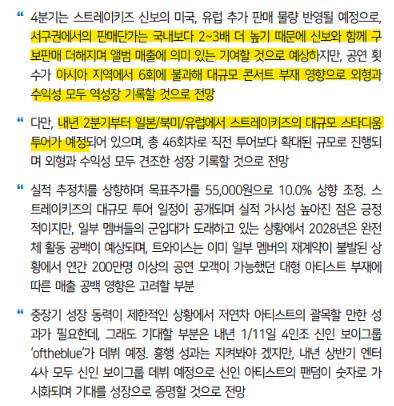 “ 4분기는 스트레이키즈 신보의 미국, 유럽 추가 판매 물량 반영될 예정으로,
서구권에서의 판매단가는 국내보다 2~3배 더 높기 때문에 신보와 함께 구
보판매 더해지며 앨범 매출에 의미 있는 기여할 것으로 예상하지만, 공연 횟
수가 아시아 지역에서 6회에 불과해 대규모 콘서트 부재 영향으로 외형과
수익성 모두 역성장 기록할 것으로 전망
“ 다만, 내년 2분기부터 일본/북미/유럽에서 스트레이키즈의 대규모 스타디움
투어가 예정되어 있으며, 총 46회차로 직전 투어보다 확대된 규모로 진행되
며 외형과 수익성 모두 견조한 성장 기록할 것으로 전망
“ 실적 추정치를 상향하며 목표주가를 55,000원으로 10.0% 상향 조정. 스
트레이키즈의 대규모 투어 일정이 공개되며 실적 가시성 높아진 점은 긍정
적이지만, 일부 멤버들의 군입대가 도래하고 있는 상황에서 2028년은 완전
체 활동 공백이 예상되며, 트와이스는 이미 일부 멤버의 재계약이 불발된 상
황에서 연간 200만명 이상의 공연 모객이 가능했던 대형 아티스트 부재에
따른 매출 공백 영향은 고려할 부분
“ 중장기 성장 동력이 제한적인 상황에서 저연차 아티스트의 괄목할 만한 성
과가 필요한데, 그래도 기대할 부분은 내년 1/11일 4인조 신인 보이그룹
‘oftheblue’가 데뷔 예정. 흥행 성과는 지켜봐야 겠지만, 내년 상반기 엔터
4사 모두 신인 보이그룹 데뷔 예정으로 신인 아티스트의 팬덤이 숫자로 가
시화되며 기대를 성장으로 증명할 것으로 전망